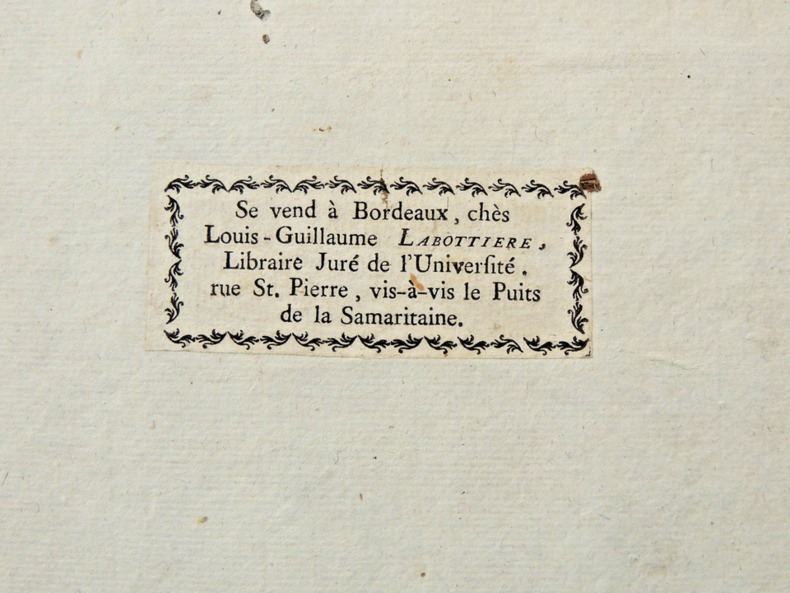 Se vend à Bordeaux, chès
Louis-Guillaume LABOTTIERE,
Libraire Juré de l'Univerſité.
rue St. Pierre, vis-à-vis le Puits
de la Samaritaine.